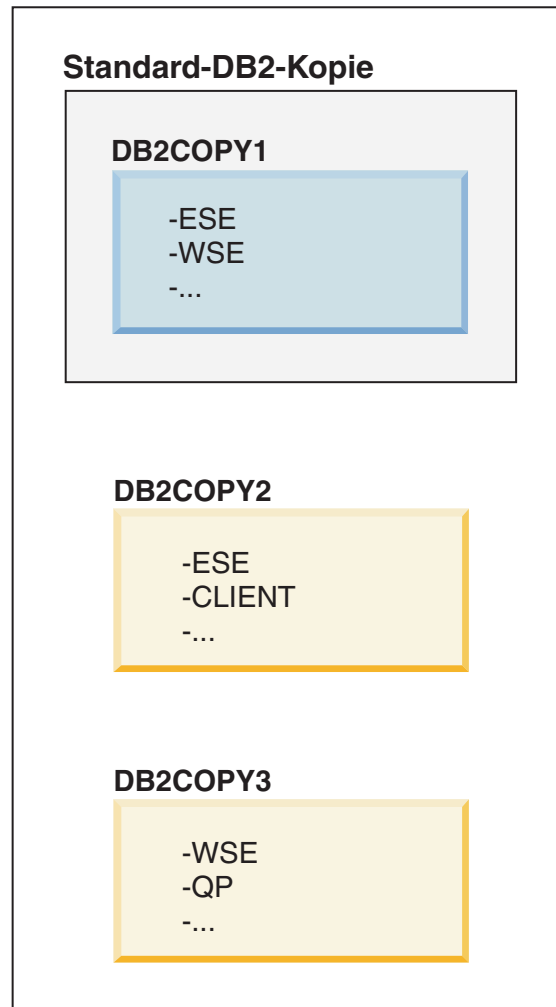 Standard-DB2-Kopie
DB2COPY1
-ESE
-WSE
-...
DB2COPY2
-ESE
-CLIENT
-...
DB2COPY3
-WSE
-QP
-...